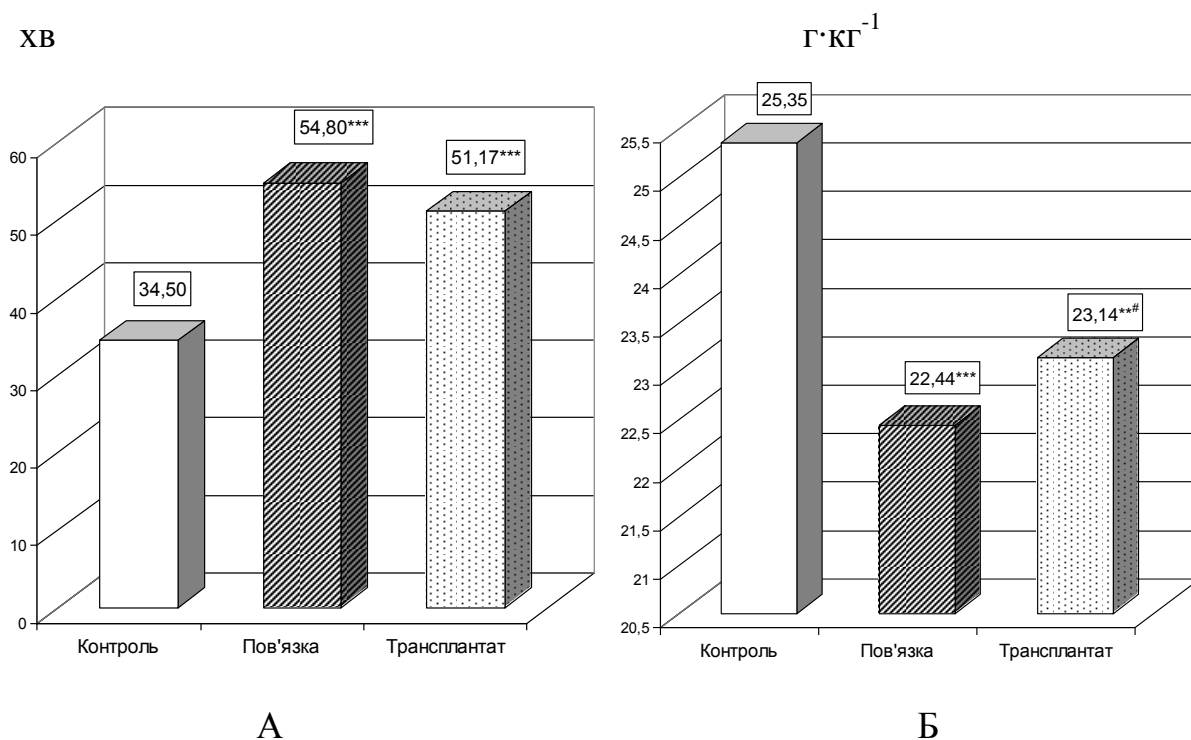 хв
54,80***
51,17***
34,50
60
50
40
30
20
10
0
Контроль
Пов'язка
Трансплантат
А
г·кг-1
25,35
23,14**#
22,44***
25,5
25
24,5
24
23,5
23
22,5
22
21,5
21
20,5
Контроль
Пов'язка
Трансплантат
Б